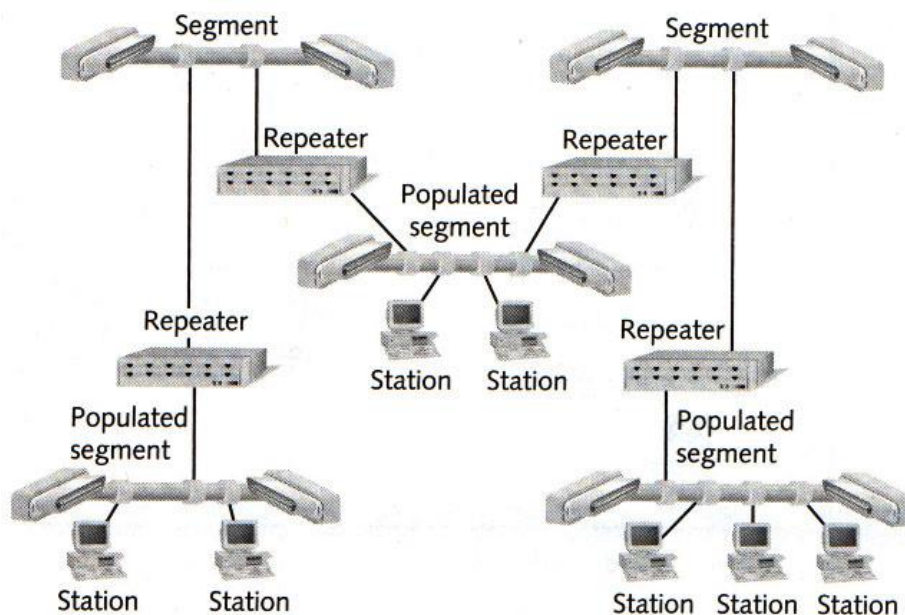 Segment
Segment
Repeater
Repeater
Populated
segment
Repeater
Repeater
Station
Station
Populated
segment
Populated
segment
Station
Station
Station
Station
Station